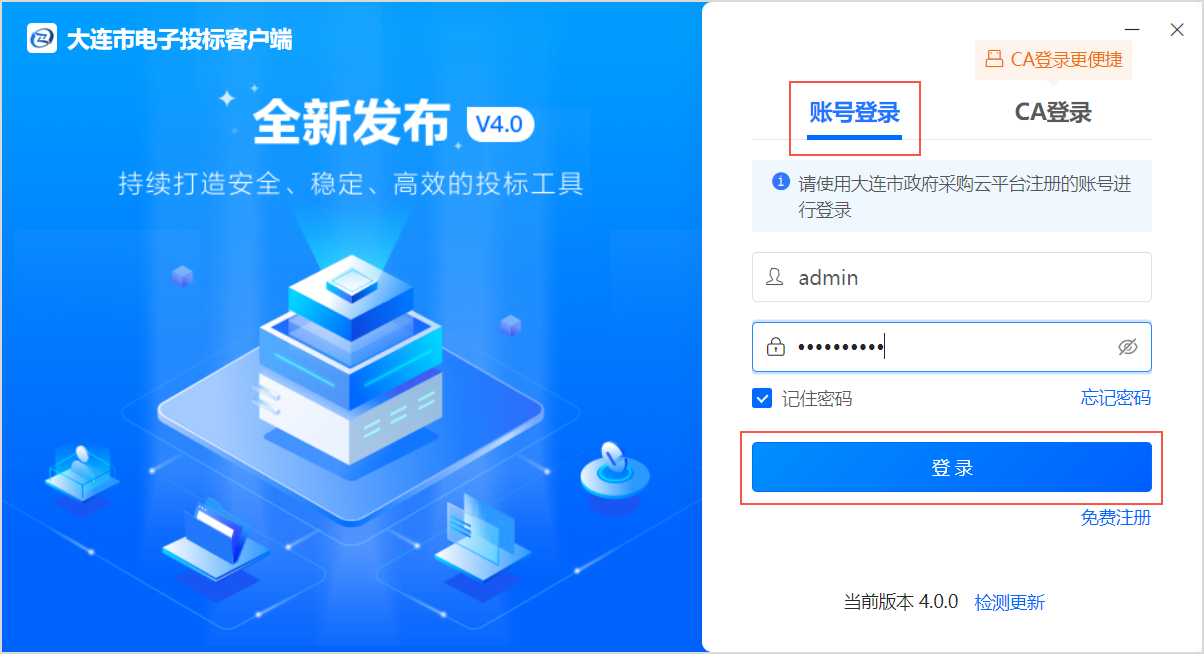 大连市电子投标客户端
全新发布 V4.0
持续打造安全、稳定、高效的投标工具
CA登录更便捷
账号登录 CA登录
请使用大连市政府采购云平台注册的账号进
行登录
admin
••••••••••
记住密码 忘记密码
登 录
免费注册
当前版本 4.0.0 检测更新